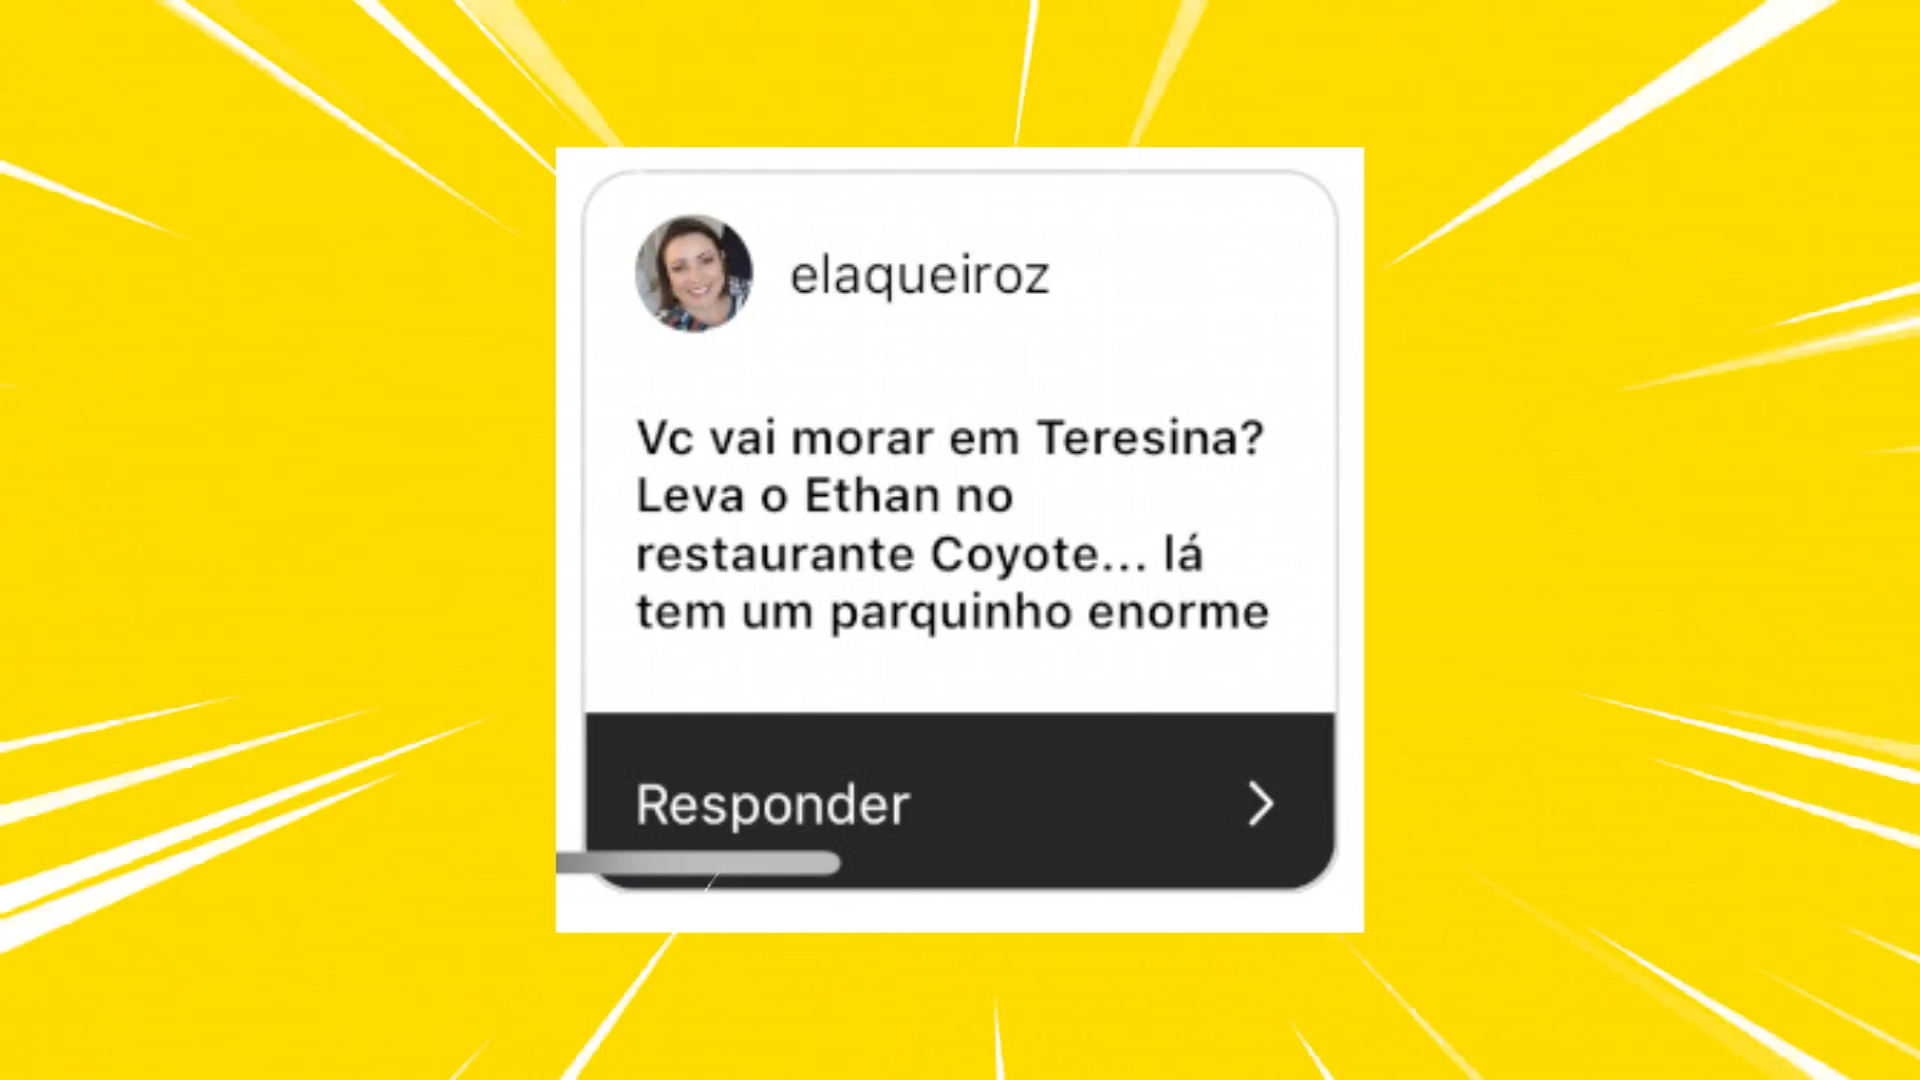 elaqueiroz
Vc vai morar em Teresina?
Leva o Ethan no
restaurante Coyote... lá
tem um parquinho enorme
Responder